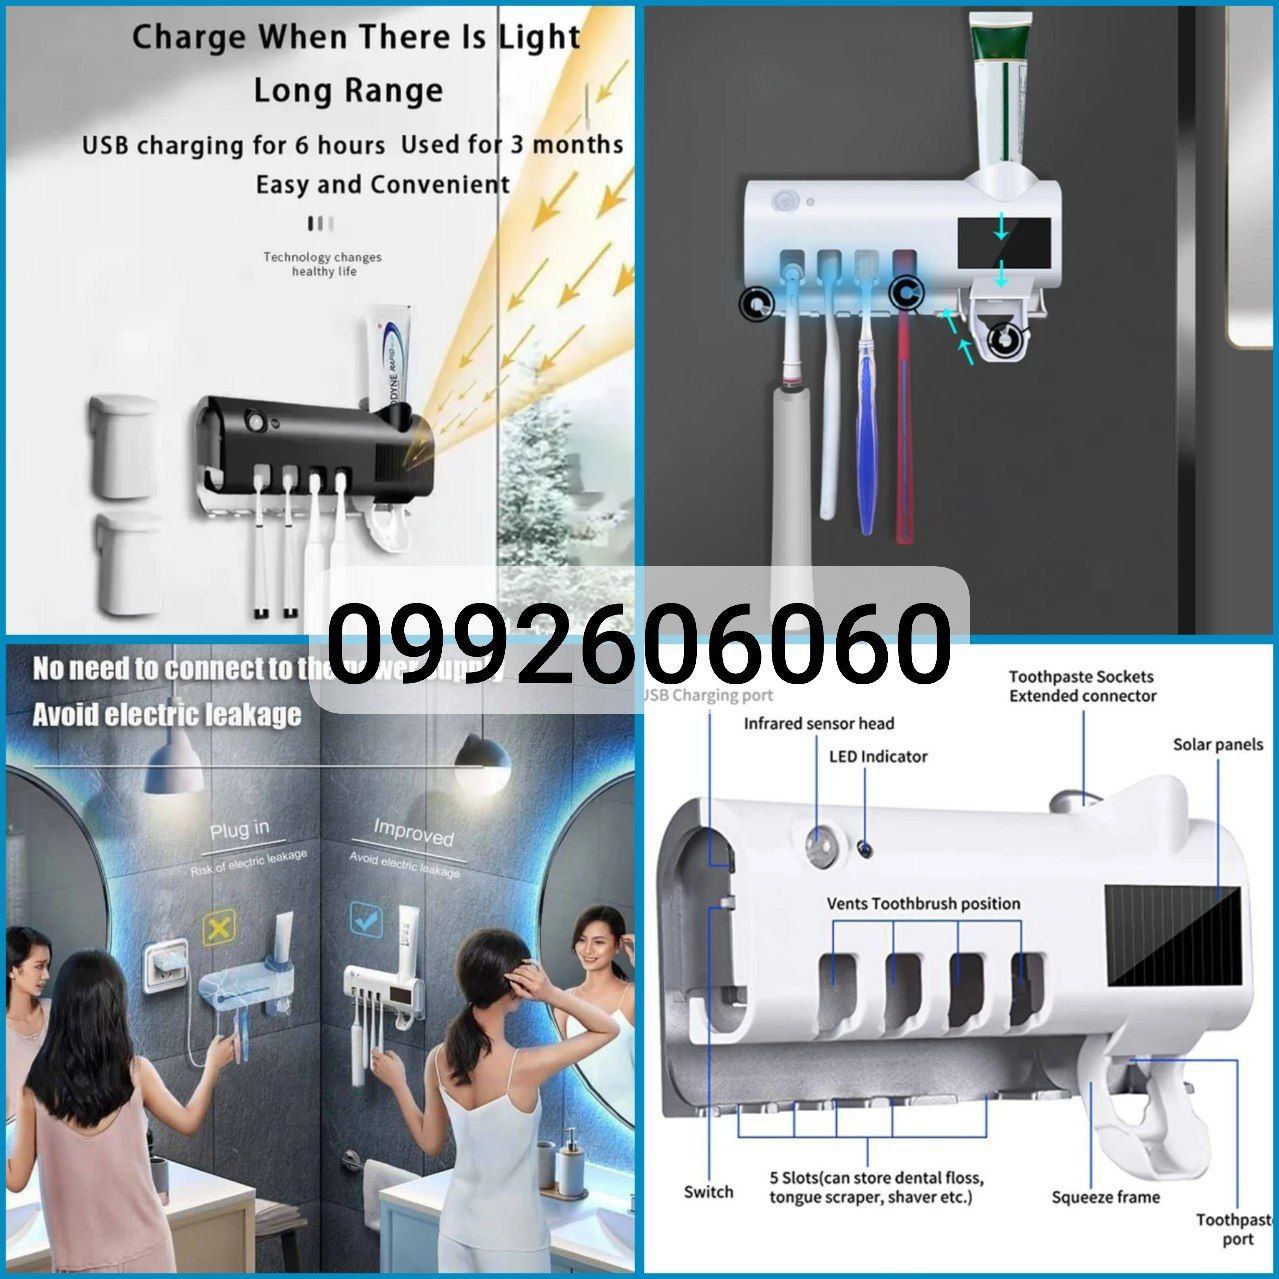 Charge When There Is Light
Long Range
USB charging for 6 hours Used for 3 months
Easy and Convenient
Technology changes
healthy life
0992606060
No need to connect to the power supply
Avoid electric leakage
Plug in
Risk of electric leakage
Improved
Avoid electric leakage
USB Charging port
Infrared sensor head
LED Indicator
Toothpaste Sockets
Extended connector
Solar panels
Vents Toothbrush position
Switch
5 Slots(can store dental floss,
tongue scraper, shaver etc.)
Squeeze frame
Toothpast
port